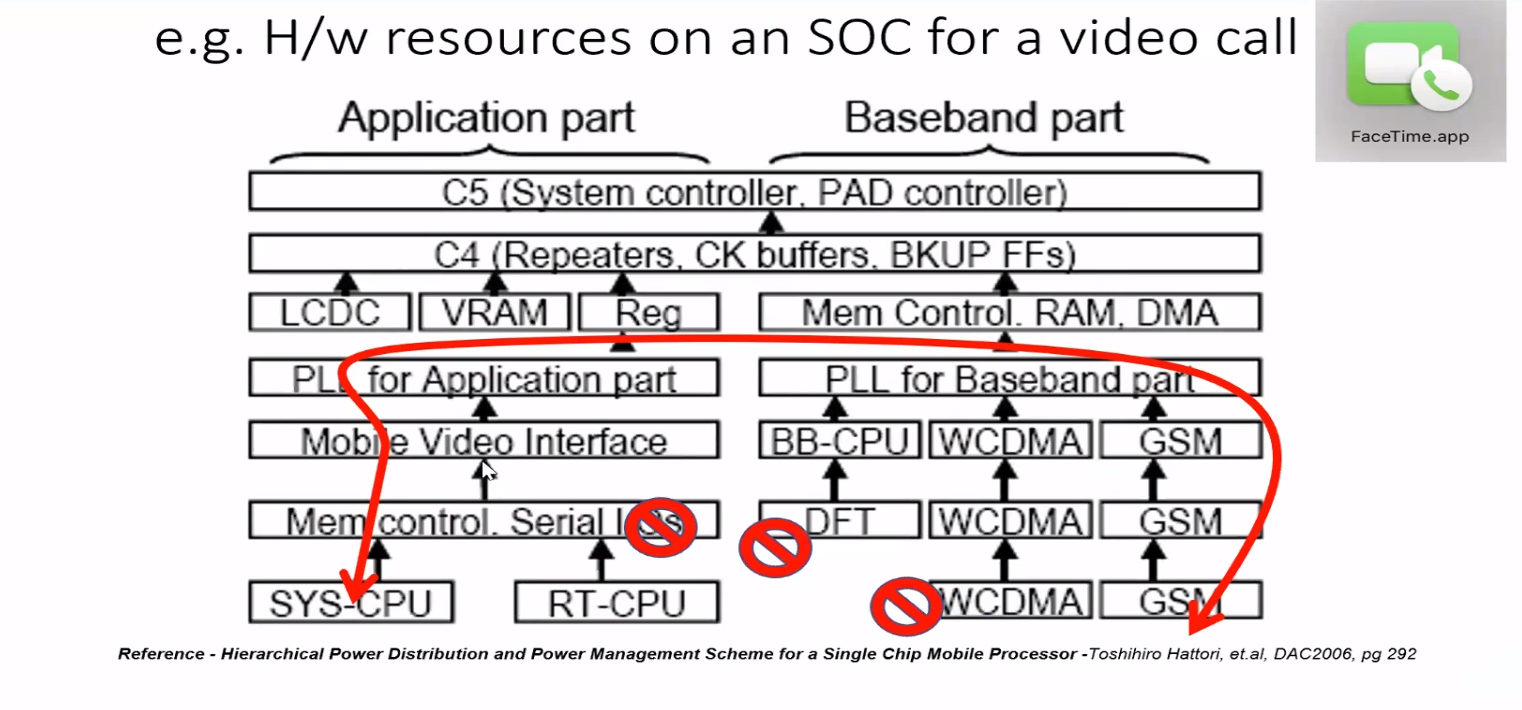 e.g. H/w resources on an SOC for a video call
FaceTime.app
Application part Baseband part
C5 (System controller, PAD controller)
C4 (Repeaters, CK buffers, BKUP FFs)
LCDC VRAM Reg Mem Control. RAM, DMA
PLL for Application part PLL for Baseband part
Mobile Video Interface BB-CPU WCDMA GSM
Mem control. Serial DFT WCDMA GSM
SYS-CPU RT-CPU WCDMA GSM
Reference - Hierarchical Power Distribution and Power Management Scheme for a Single Chip Mobile Processor -Toshihiro Hattori, et.al, DAC2006, pg 292